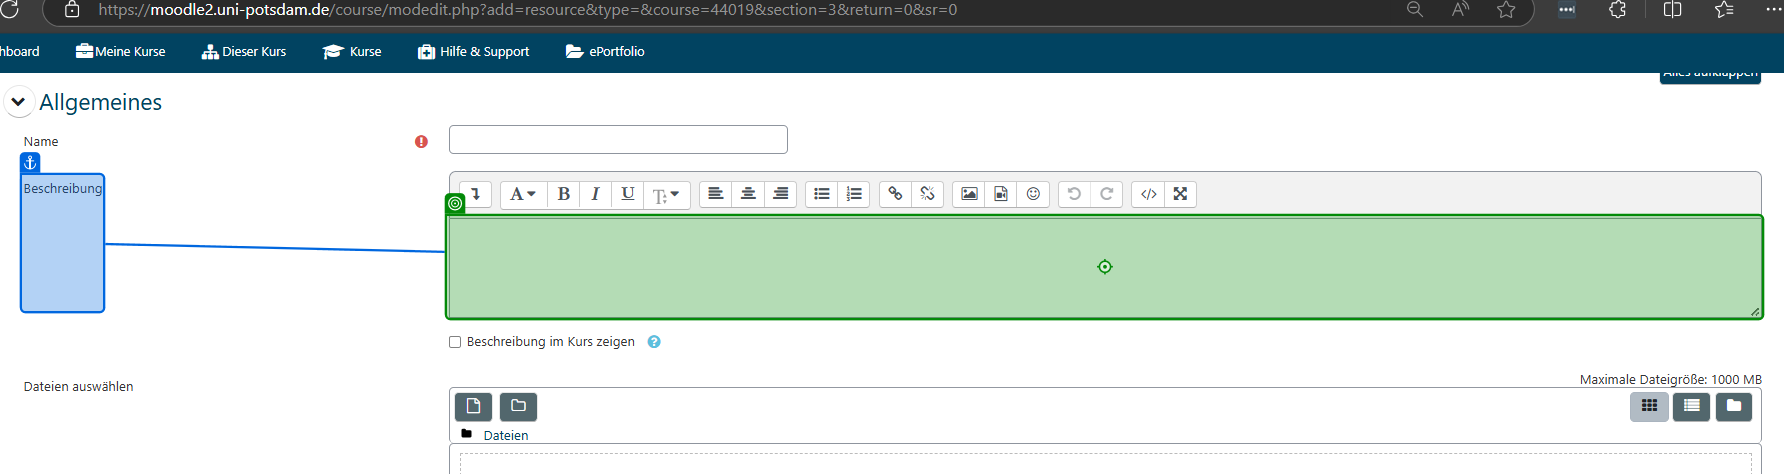 https://moodle2.uni-potsdam.de/course/modedit.php?add=resource&type=&course=44019&section=3&return=0&sr=0
hboard Meine Kurse Dieser Kurs Kurse Hilfe & Support ePortfolio
Alles aufklappen
Allgemeines
Name
Beschreibung
A B I U T
Beschreibung im Kurs zeigen
Dateien auswählen
Maximale Dateigröße: 1000 MB
Dateien